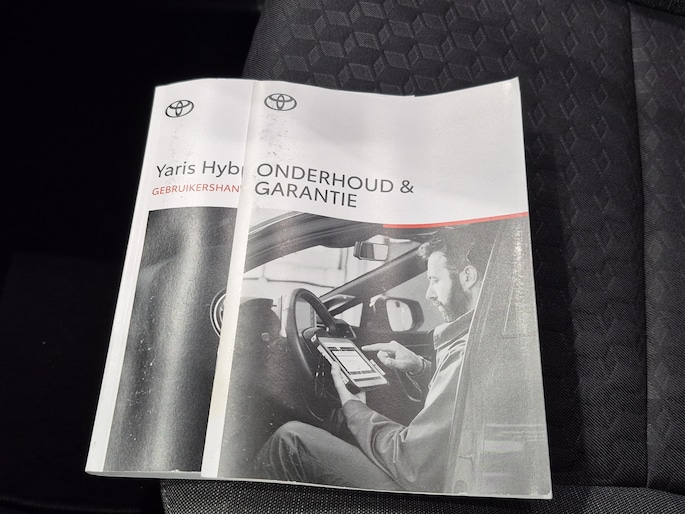 Yaris Hyb
GEBRUIKERSHAN
ONDERHOUD &
GARANTIE